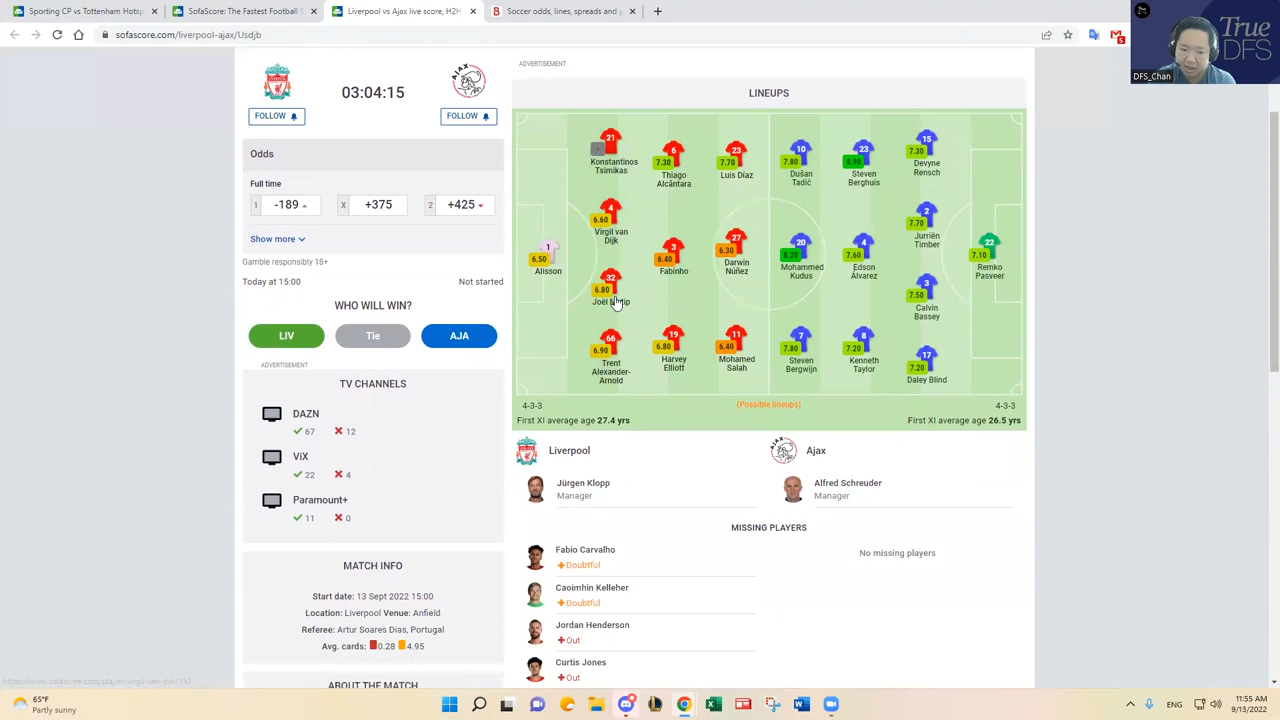 Sporting CP vs Tottenham Hotsp
SofaScore: The Fastest Football S
Liverpool vs Ajax live score, H2H
Soccer odds, lines, spreads and p
sofascore.com/liverpool-ajax/Usdjb
5
True
DFS
DFS_Chan
03:04:15
FOLLOW
FOLLOW
Odds
Full time
1 -189
X +375
2 +425
Show more
Gamble responsibly 18+
Today at 15:00
Not started
WHO WILL WIN?
LIV
Tie
AJA
ADVERTISEMENT
TV CHANNELS
DAZN
67 12
ViX
22 4
Paramount+
11 0
MATCH INFO
Start date: 13 Sept 2022 15:00
Location: Liverpool Venue: Anfield
Referee: Artur Soares Dias, Portugal
Avg. cards: 0.28 4.95
ABOUT THE MATCH
ADVERTISEMENT
LINEUPS
1
6.50
Alisson
21
-
Konstantinos
Tsimikas
4
6.60
Virgil van
Dijk
32
6.80
66
6.90
Trent
Alexander-
Arnold
6
7.30
Thiago
Alcântara
3
6.40
Fabinho
19
6.80
Harvey
Elliott
23
7.70
Luis Díaz
27
6.30
Darwin
Núñez
11
6.40
Mohamed
Salah
10
7.80
Dušan
Tadić
20
8.20
Mohammed
Kudus
7
7.80
Steven
Bergwijn
23
8.90
Steven
Berghuis
4
7.60
Edson
Álvarez
8
7.20
Kenneth
Taylor
15
7.30
Devyne
Rensch
2
7.70
Jurriën
Timber
3
7.50
Calvin
Bassey
17
7.20
Daley Blind
22
7.10
Remko
Pasveer
4-3-3
(Possible lineups)
4-3-3
First XI average age 27.4 yrs
First XI average age 26.5 yrs
Liverpool
Ajax
Jürgen Klopp
Manager
Alfred Schreuder
Manager
MISSING PLAYERS
Fabio Carvalho
Doubtful
No missing players
Caoimhin Kelleher
Doubtful
Jordan Henderson
Out
Curtis Jones
Out
65°F
Partly sunny
ENG
11:55 AM
9/13/2022